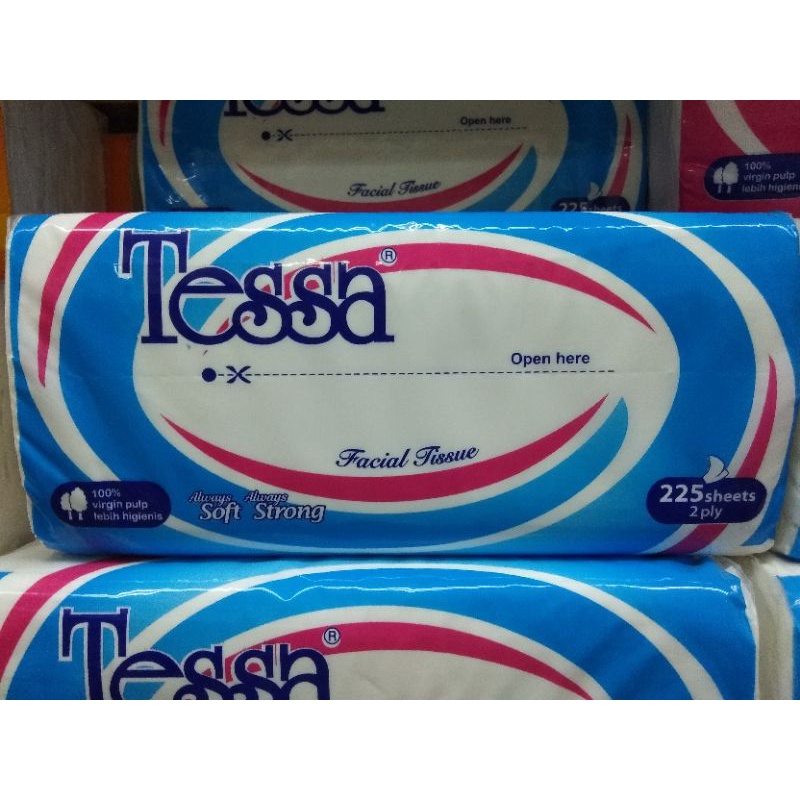 Tessa
Open here
Facial Tissue
225 sheets
100%
virgin pulp
lebih higienis
Tessa®
Open here
Facial Tissue
100%
virgin pulp
lebih higienis
Always Always
Soft Strong
225 sheets
2 ply
Tessa®